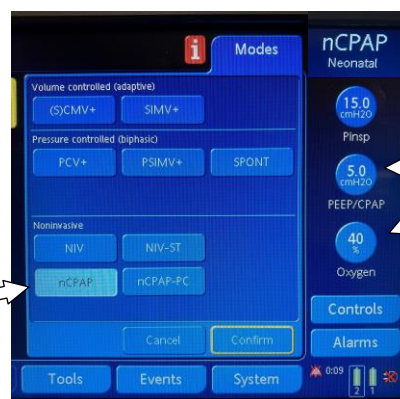 i
Modes
nCPAP
Neonatal
Volume controlled (adaptive)
(S)CMV+ SIMV+
15.0
cmH2O
Pinsp
Pressure controlled (biphasic)
PCV+ PSIMV+ SPONT
5.0
cmH2O
PEEP/CPAP
Noninvasive
NIV NIV-ST
nCPAP nCPAP-PC
40
%
Oxygen
Cancel Confirm
Controls
Alarms
Tools Events System
0:09
2 1